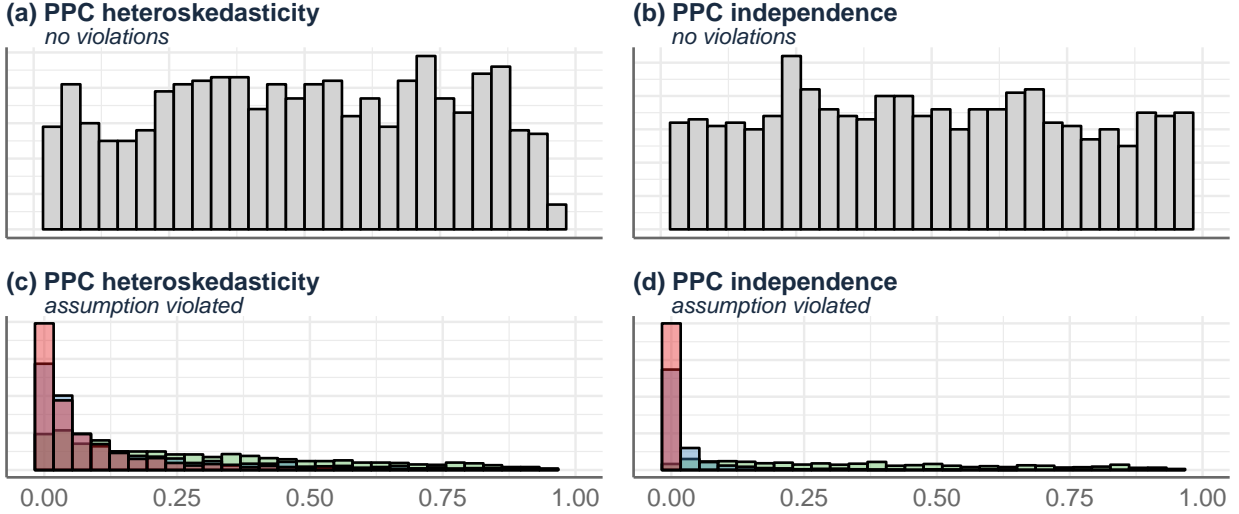 (a) PPC heteroskedasticity
no violations
(b) PPC independence
no violations
(c) PPC heteroskedasticity
assumption violated
(d) PPC independence
assumption violated
0.00 0.25 0.50 0.75 1.00
0.00 0.25 0.50 0.75 1.00